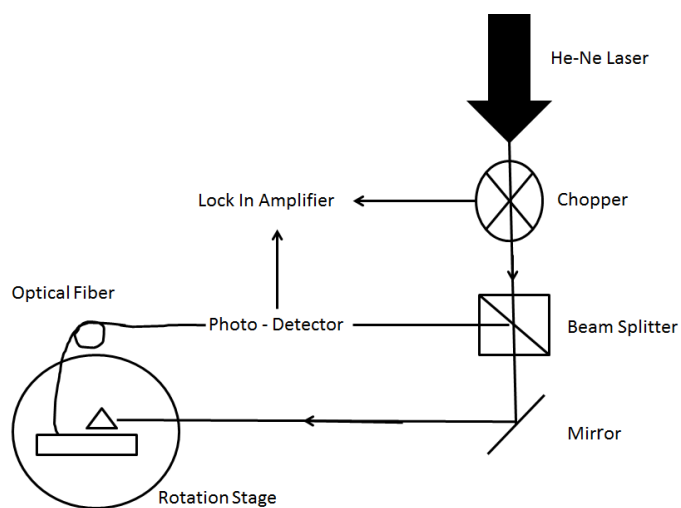 He-Ne Laser
Lock In Amplifier
Chopper
Optical Fiber
Photo - Detector
Beam Splitter
Mirror
Rotation Stage